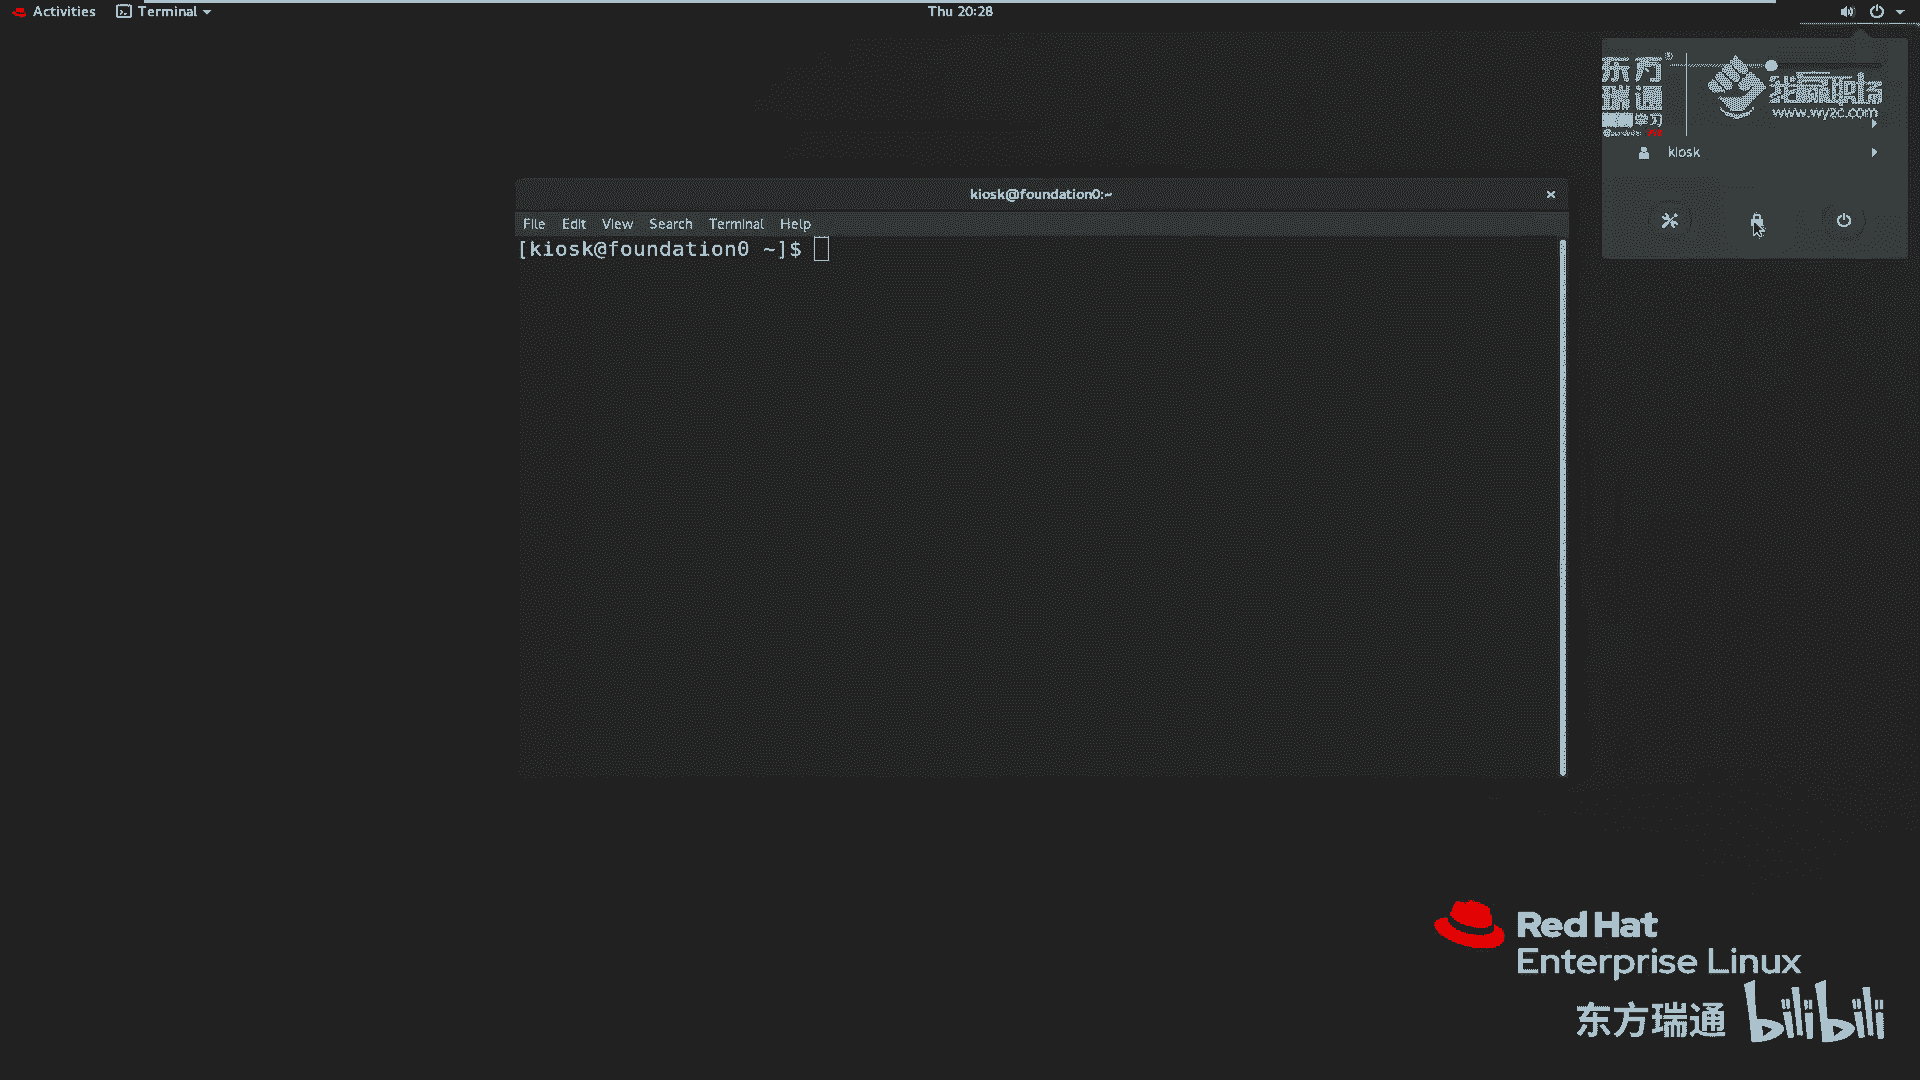 Activities
Terminal
Thu 20:28
东方
瑞通
学习
我赢职场
www.wyzc.com
kiosk
kiosk@foundation0:~
File Edit View Search Terminal Help
[kiosk@foundation0 ~]$
Red Hat
Enterprise Linux
东方瑞通
bilibili